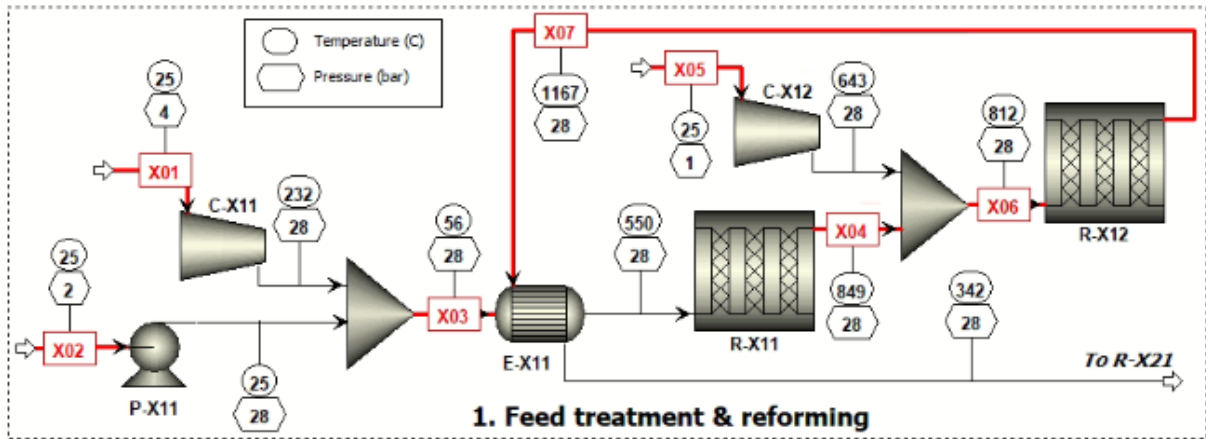 Temperature (C)
Pressure (bar)
X07
1167
28
X05
25
1
C-X12
643
28
812
28
X06
R-X12
25
4
X01
C-X11
232
28
56
28
X03
550
28
X04
849
28
R-X11
342
28
25
2
X02
P-X11
25
28
E-X11
To R-X21
1. Feed treatment & reforming